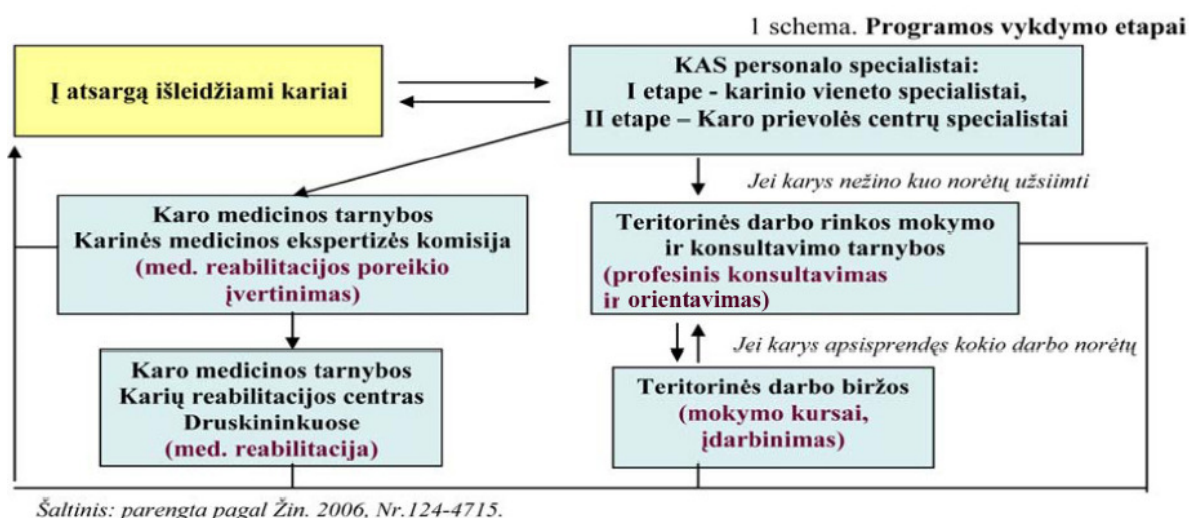 1 schema. Programos vykdymo etapai
Į atsargą išleidžiami kariai
KAS personalo specialistai:
I etape - karinio vieneto specialistai,
II etape – Karo prievolės centrų specialistai
Jei karys nežino kuo norėtų užsiimti
Karo medicinos tarnybos
Karinės medicinos ekspertizės komisija
(med. reabilitacijos poreikio
įvertinimas)
Teritorinės darbo rinkos mokymo
ir konsultavimo tarnybos
(profesinis konsultavimas
ir orientavimas)
Jei karys apsisprendęs kokio darbo norėtų
Karo medicinos tarnybos
Karių reabilitacijos centras
Druskininkuose
(med. reabilitacija)
Teritorinės darbo biržos
(mokymo kursai,
įdarbinimas)
Šaltinis: parengta pagal Žin. 2006, Nr.124-4715.